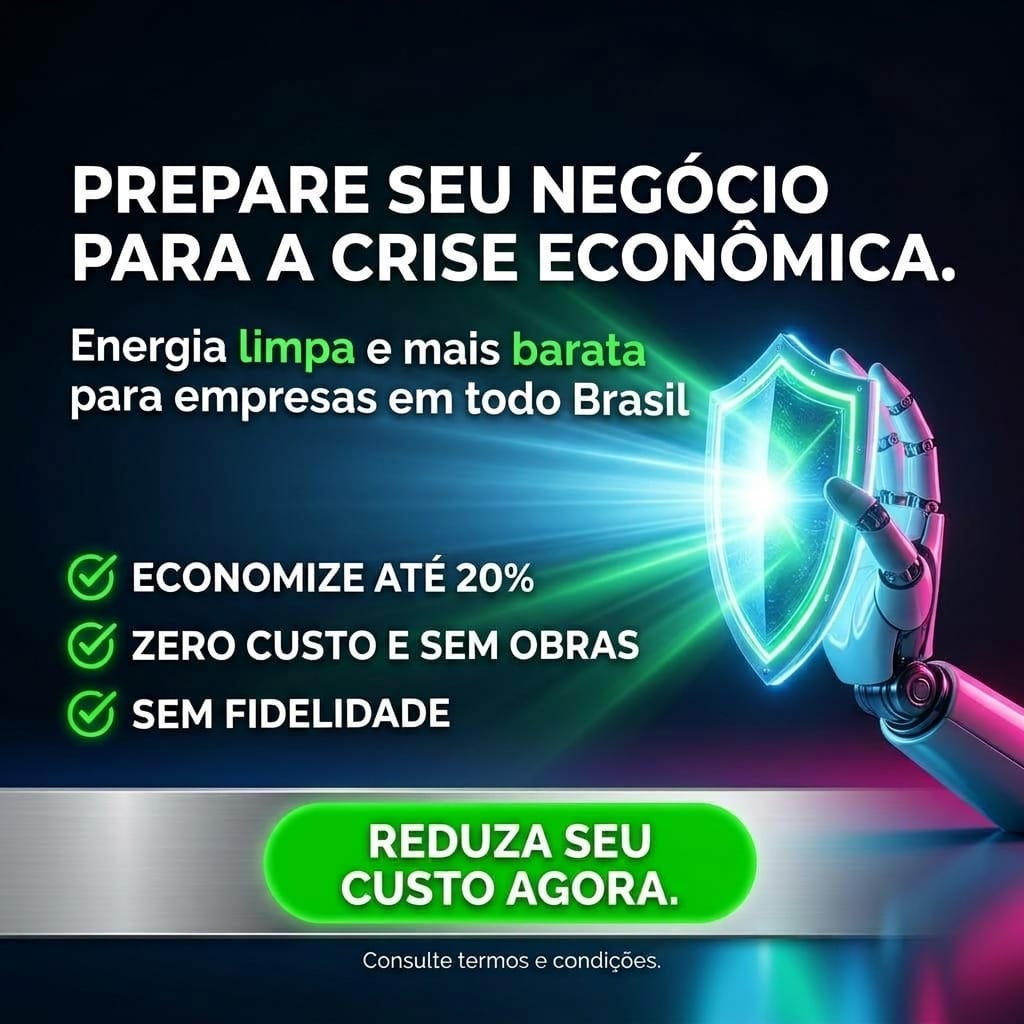 PREPARE SEU NEGÓCIO
PARA A CRISE ECONÔMICA.
Energia limpa e mais barata
para empresas em todo Brasil
ECONOMIZE ATÉ 20%
ZERO CUSTO E SEM OBRAS
SEM FIDELIDADE
REDUZA SEU
CUSTO AGORA.
Consulte termos e condições.